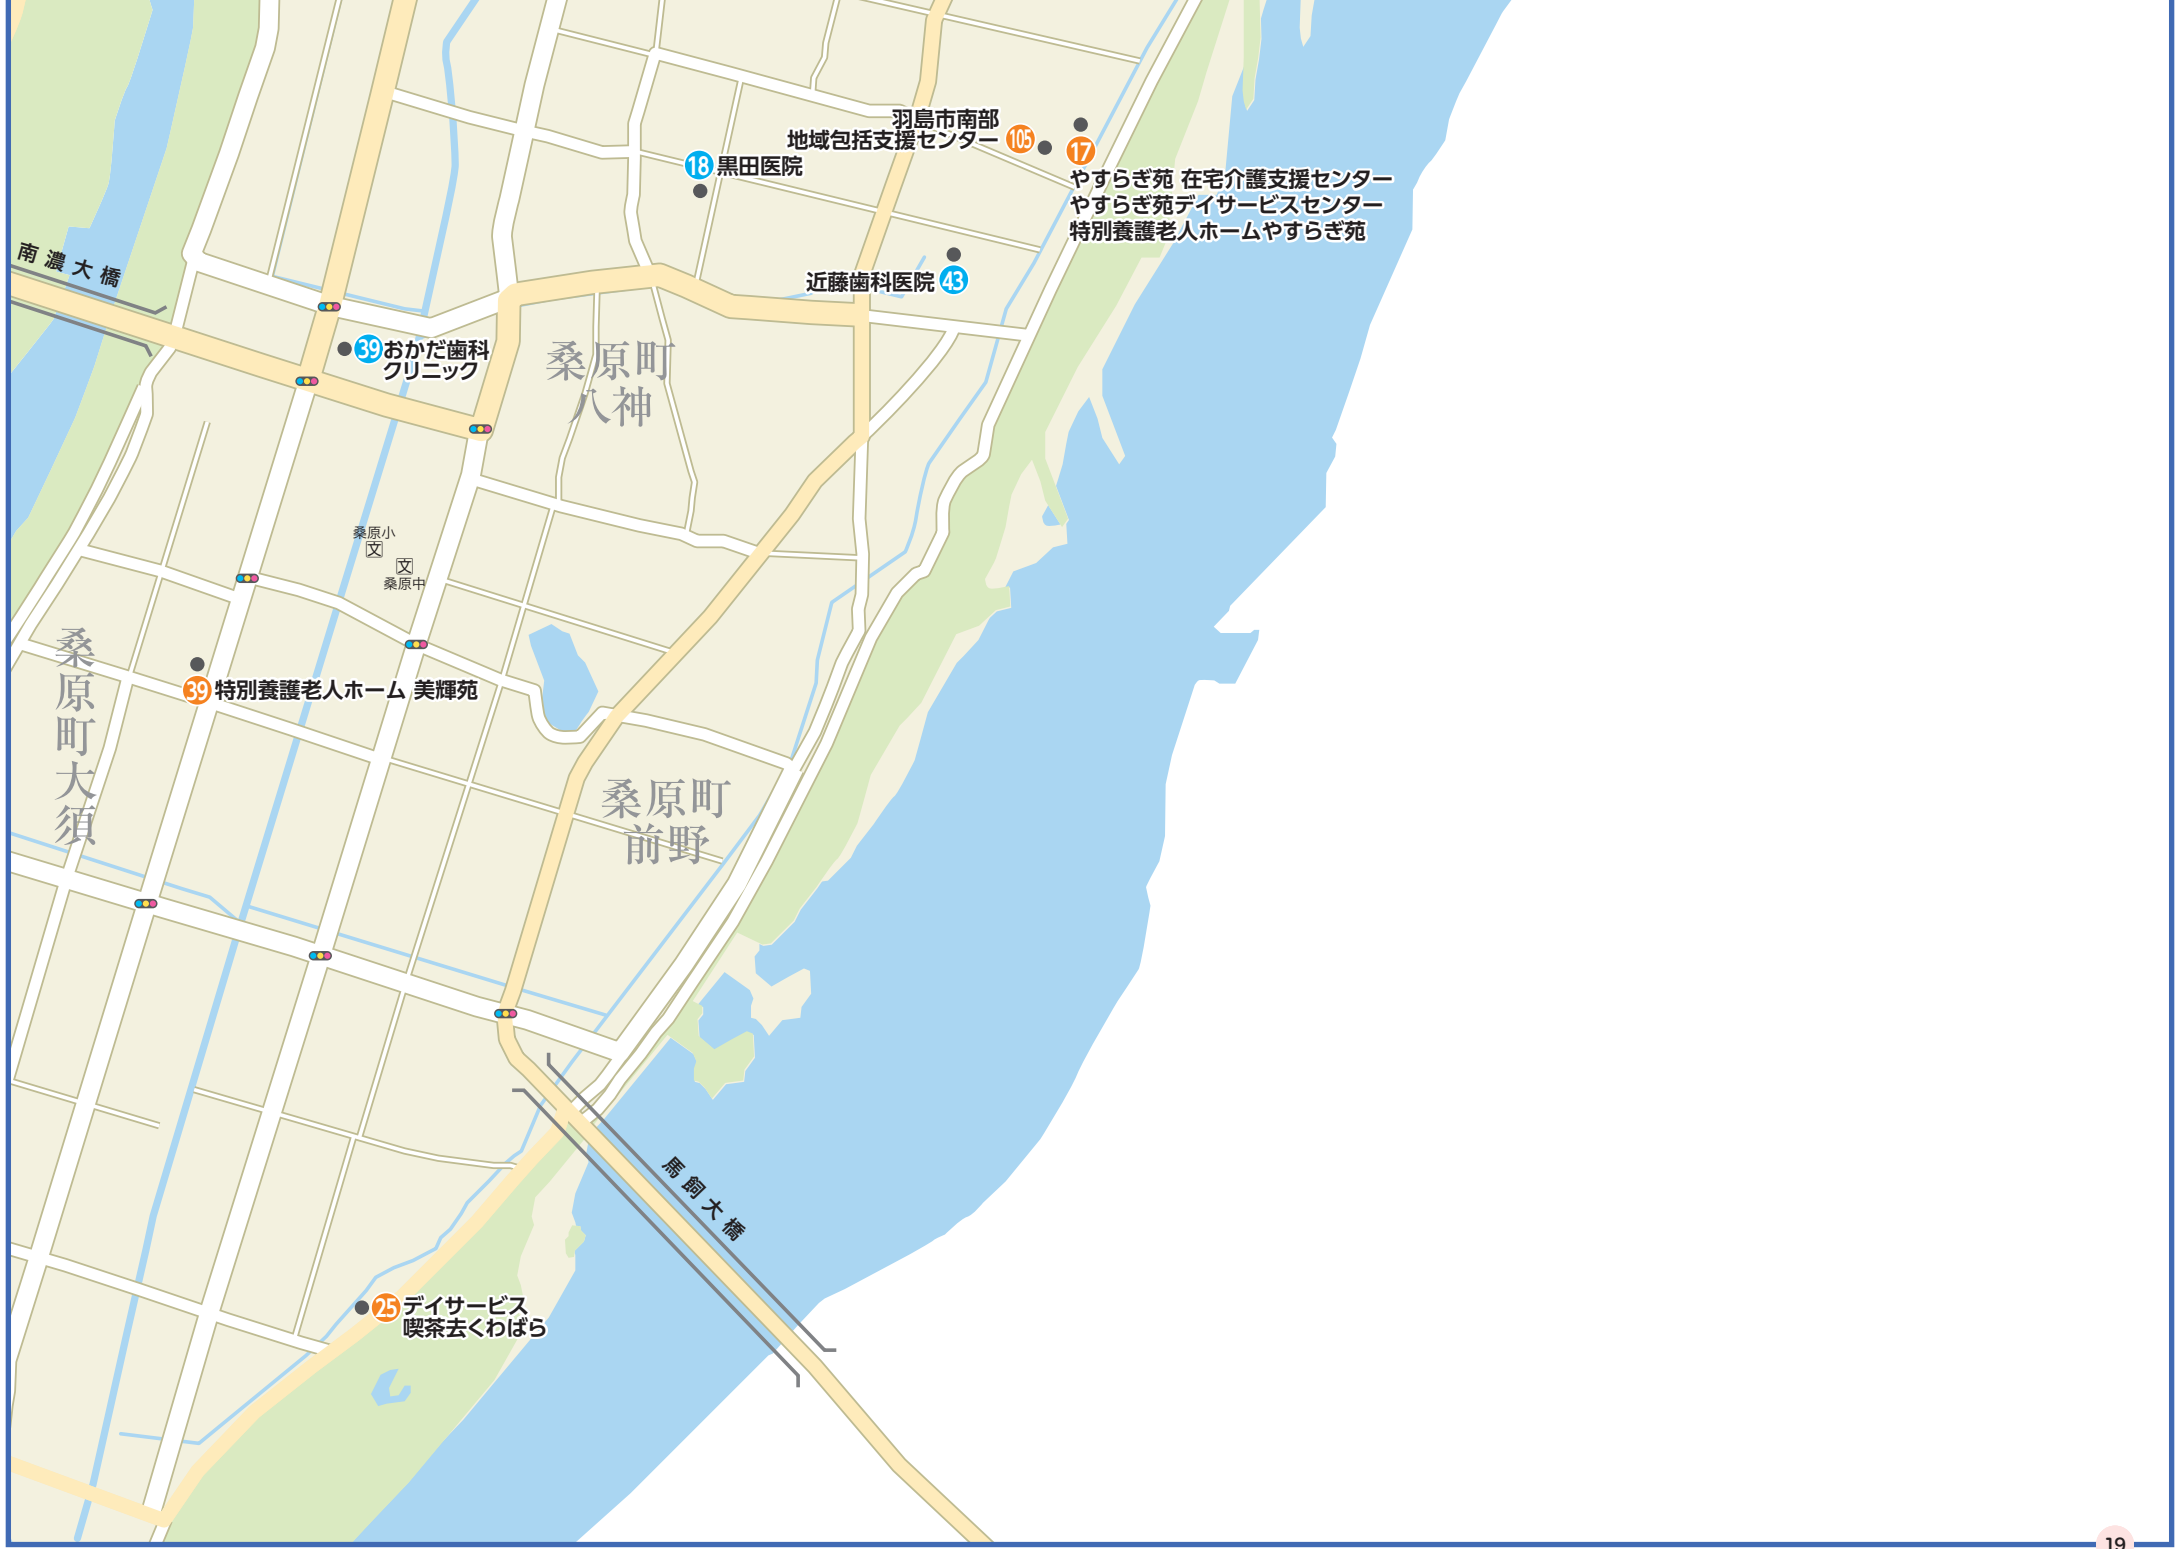 羽島市南部
地域包括支援センター
105
17
やすらぎ苑 在宅介護支援センター
やすらぎ苑デイサービスセンター
特別養護老人ホームやすらぎ苑
18 黒田医院
南濃大橋
近藤歯科医院 43
39 おかだ歯科
クリニック
桑原町
八神
桑原小
文
文
桑原中
桑原町大須
39 特別養護老人ホーム 美輝苑
桑原町
前野
馬飼大橋
25 デイサービス
喫茶去くわばら
19